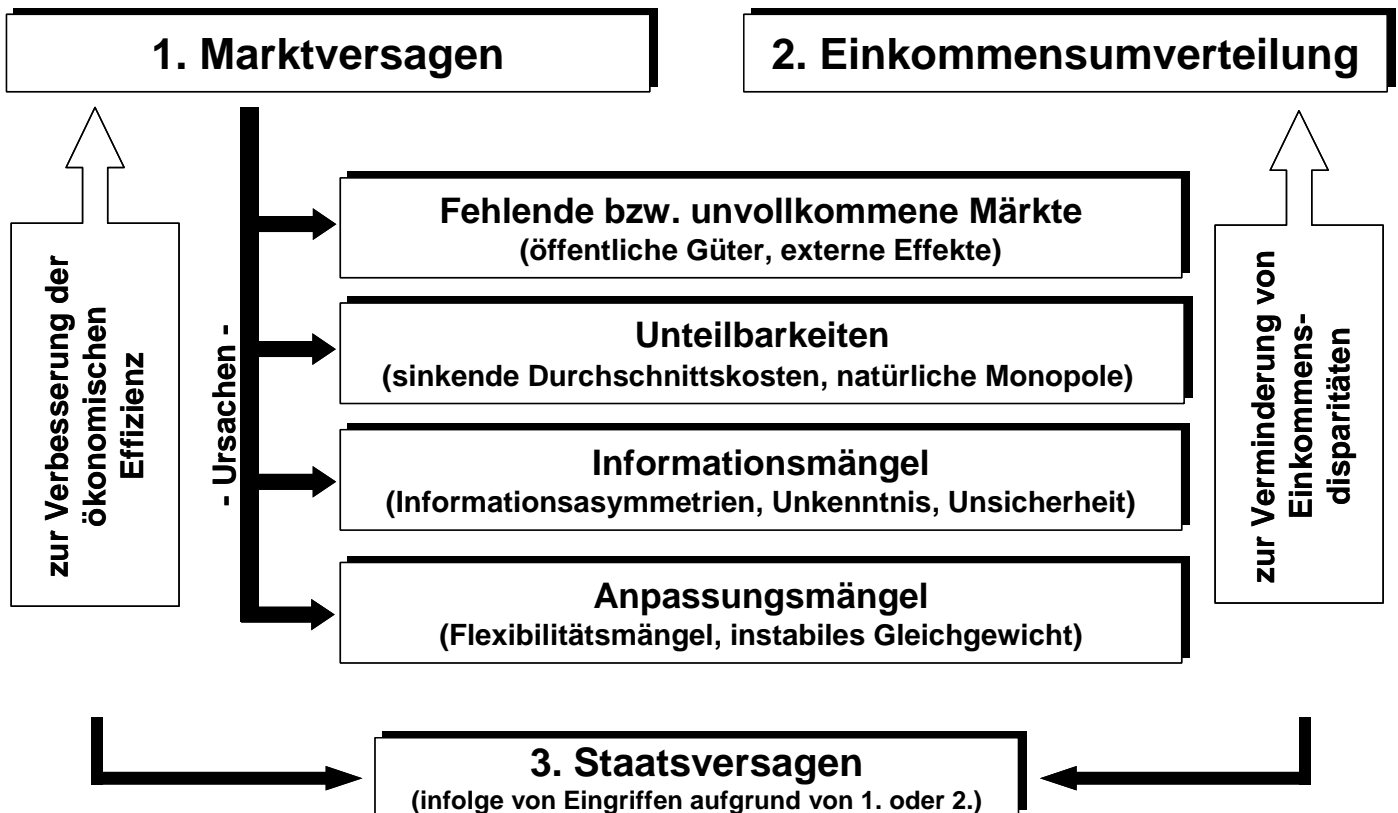 1. Marktversagen
2. Einkommensumverteilung
zur Verbesserung der
ökonomischen
Effizienz
- Ursachen -
Fehlende bzw. unvollkommene Märkte
(öffentliche Güter, externe Effekte)
Unteilbarkeiten
(sinkende Durchschnittskosten, natürliche Monopole)
Informationsmängel
(Informationsasymmetrien, Unkenntnis, Unsicherheit)
Anpassungsmängel
(Flexibilitätsmängel, instabiles Gleichgewicht)
zur Verminderung von
Einkommens-
disparitäten
3. Staatsversagen
(infolge von Eingriffen aufgrund von 1. oder 2.)